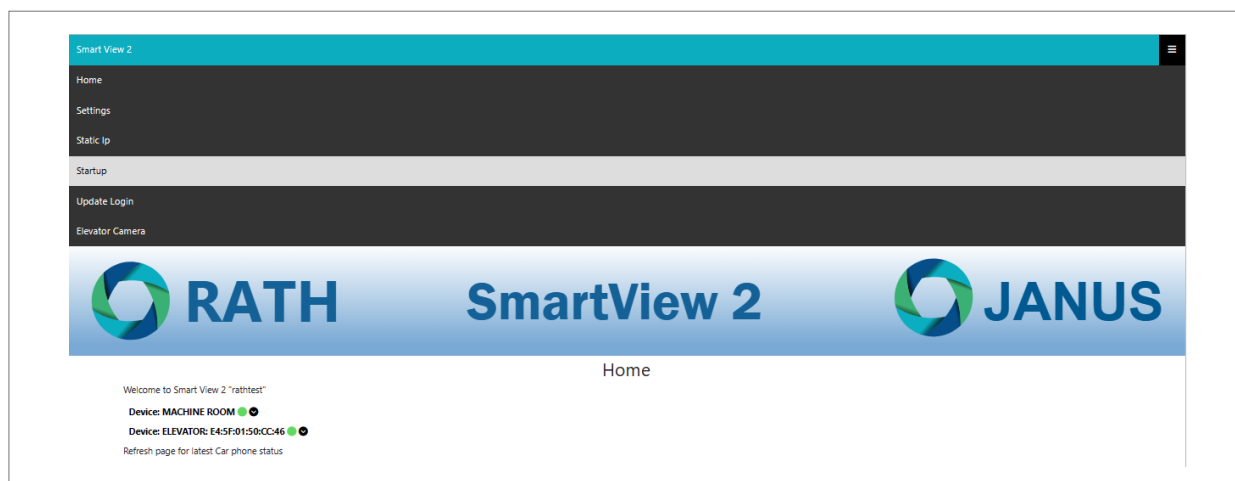 Smart View 2
Home
Settings
Static Ip
Startup
Update Login
Elevator Camera
RATH SmartView 2 JANUS
Home
Welcome to Smart View 2 "rathtest"
Device: MACHINE ROOM
Device: ELEVATOR: E4:5F:01:50:CC:46
Refresh page for latest Car phone status